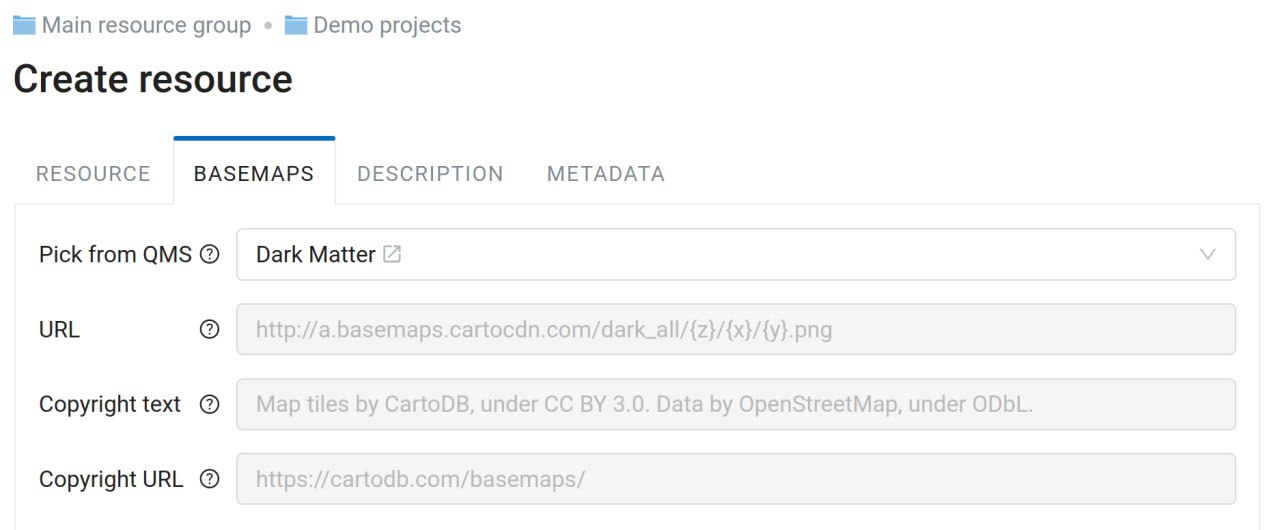 Main resource group • Demo projects
Create resource
RESOURCE BASEMAPS DESCRIPTION METADATA
Pick from QMS ? Dark Matter
URL ? http://a.basemaps.cartocdn.com/dark_all/{z}/{x}/{y}.png
Copyright text ? Map tiles by CartoDB, under CC BY 3.0. Data by OpenStreetMap, under ODbL.
Copyright URL ? https://cartodb.com/basemaps/